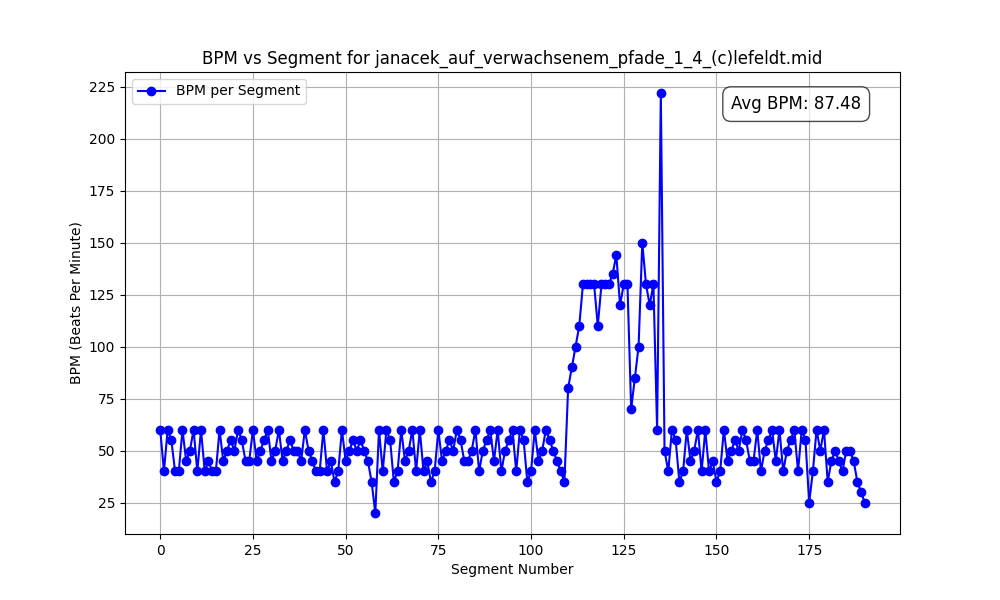 BPM vs Segment for janacek_auf_verwachsenem_pfade_1_4_(c)lefeldt.mid
BPM per Segment
Avg BPM: 87.48
BPM (Beats Per Minute)
225
200
175
150
125
100
75
50
25
0 25 50 75 100 125 150 175
Segment Number